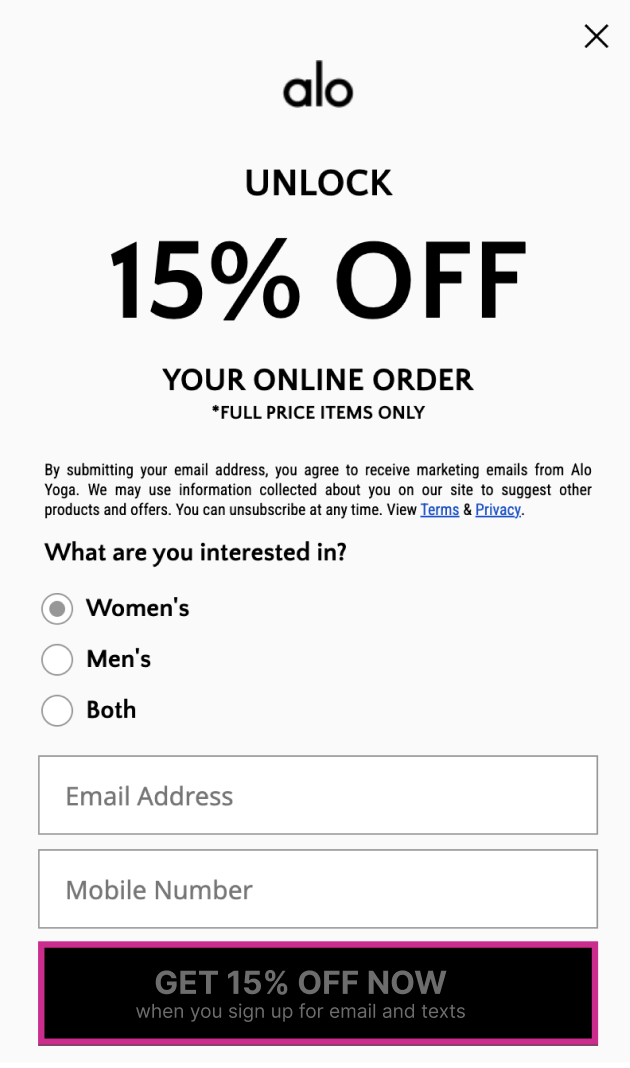 alo
UNLOCK
15% OFF
YOUR ONLINE ORDER
*FULL PRICE ITEMS ONLY
By submitting your email address, you agree to receive marketing emails from Alo
Yoga. We may use information collected about you on our site to suggest other
products and offers. You can unsubscribe at any time. View Terms & Privacy.
What are you interested in?
Women's
Men's
Both
Email Address
Mobile Number
GET 15% OFF NOW
when you sign up for email and texts